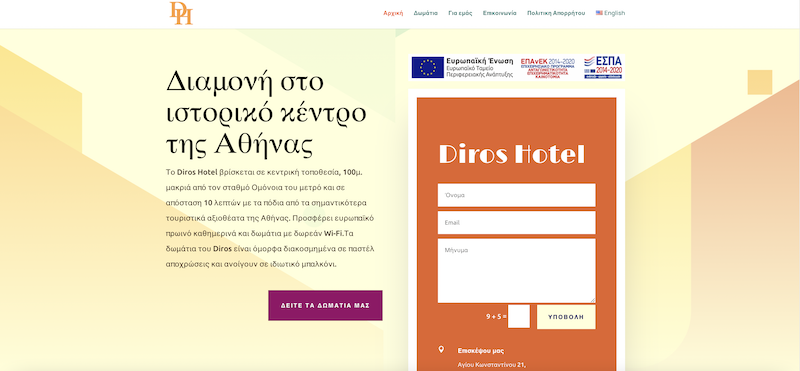 DH
Αρχική Δωμάτια Για εμάς Επικοινωνία Πολιτικη Απορρήτου English
Διαμονή στο
ιστορικό κέντρο
της Αθήνας
Το Diros Hotel βρίσκεται σε κεντρική τοποθεσία, 100μ.
μακριά από τον σταθμό Ομόνοια του μετρό και σε
απόσταση 10 λεπτών με τα πόδια από τα σημαντικότερα
τουριστικά αξιοθέατα της Αθήνας. Προσφέρει ευρωπαϊκό
πρωινό καθημερινά και δωμάτια με δωρεάν Wi-Fi.Τα
δωμάτια του Diros είναι όμορφα διακοσμημένα σε παστέλ
αποχρώσεις και ανοίγουν σε ιδιωτικό μπαλκόνι.
ΔΕΙΤΕ ΤΑ ΔΩΜΑΤΙΑ ΜΑΣ
Ευρωπαϊκή Ένωση
Ευρωπαϊκό Ταμείο
Περιφερειακής Ανάπτυξης
ΕΠΑνΕΚ 2014-2020
ΕΠΙΧΕΙΡΗΣΙΑΚΟ ΠΡΟΓΡΑΜΜΑ
ΑΝΤΑΓΩΝΙΣΤΙΚΟΤΗΤΑ
ΕΠΙΧΕΙΡΗΜΑΤΙΚΟΤΗΤΑ
ΚΑΙΝΟΤΟΜΙΑ
ΕΣΠΑ
2014-2020
Diros Hotel
Όνομα
Email
Μήνυμα
9 + 5 =
ΥΠΟΒΟΛΗ
Επισκέψου μας
Αγίου Κωνσταντίνου 21,